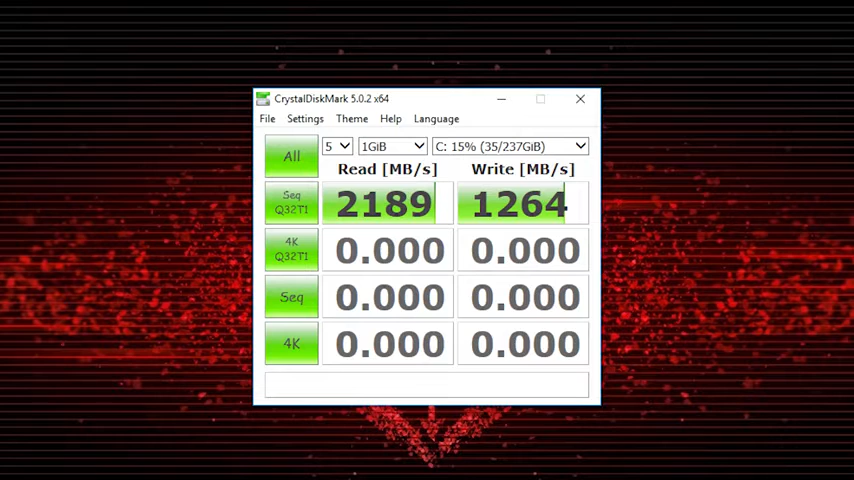 CrystalDiskMark 5.0.2 x64
File Settings Theme Help Language
All 5 1GiB C: 15% (35/237GiB)
Read [MB/s] Write [MB/s]
Seq Q32T1 2189 1264
4K Q32T1 0.000 0.000
Seq 0.000 0.000
4K 0.000 0.000